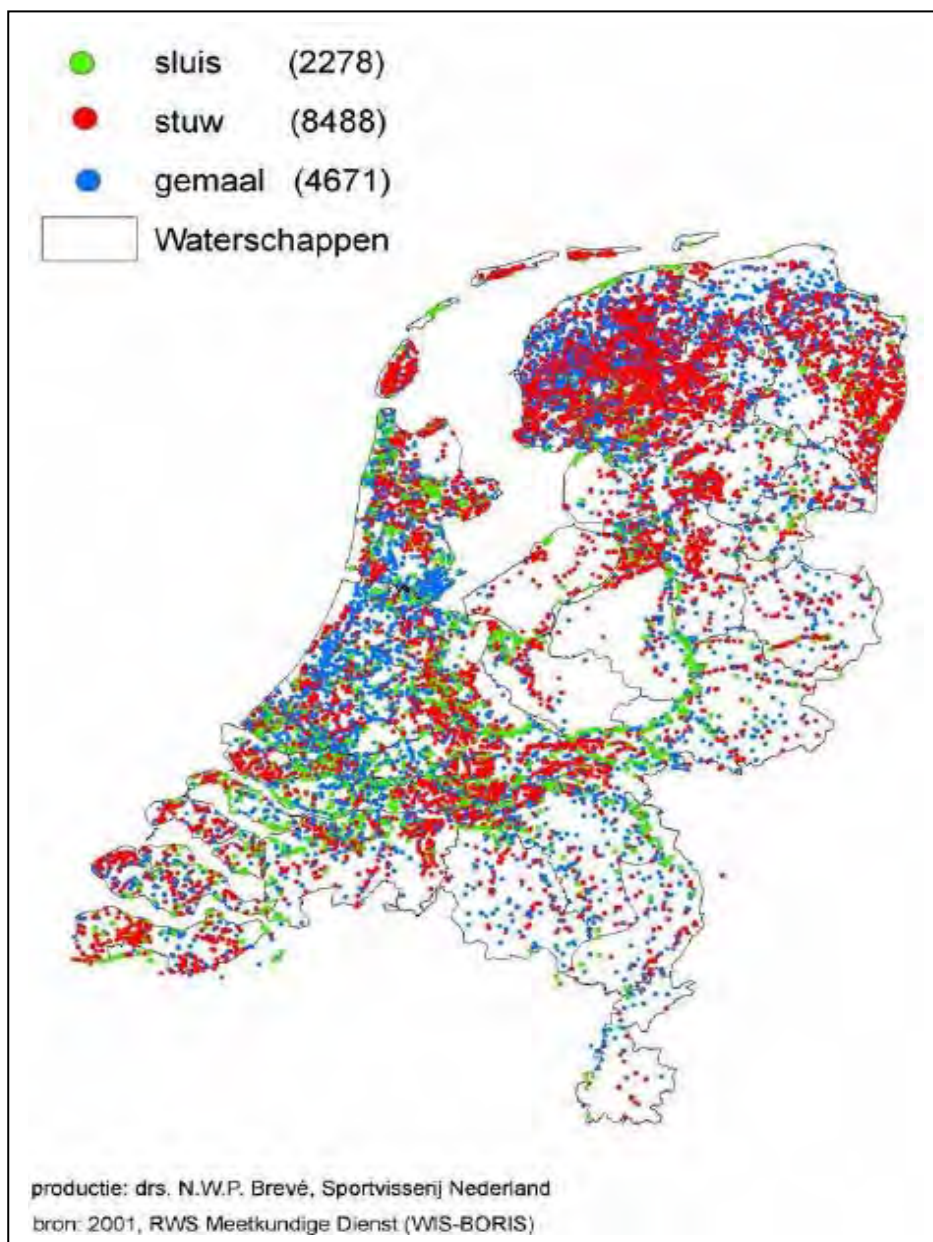 sluis (2278)
stuw (8488)
gemaal (4671)
Waterschappen
productie: drs. N.W.P. Brevé, Sportvisserij Nederland
bron: 2001, RWS Meetkundige Dienst (WIS-BORIS)